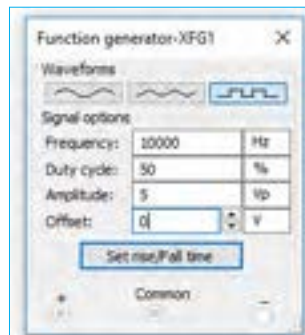 Function generator-XFG1 ×
Waveforms
Signal options
Frequency: 10000 Hz
Duty cycle: 50 %
Amplitude: 5 Vp
Offset: 0 V
Set rise/Fall time
+ Common −